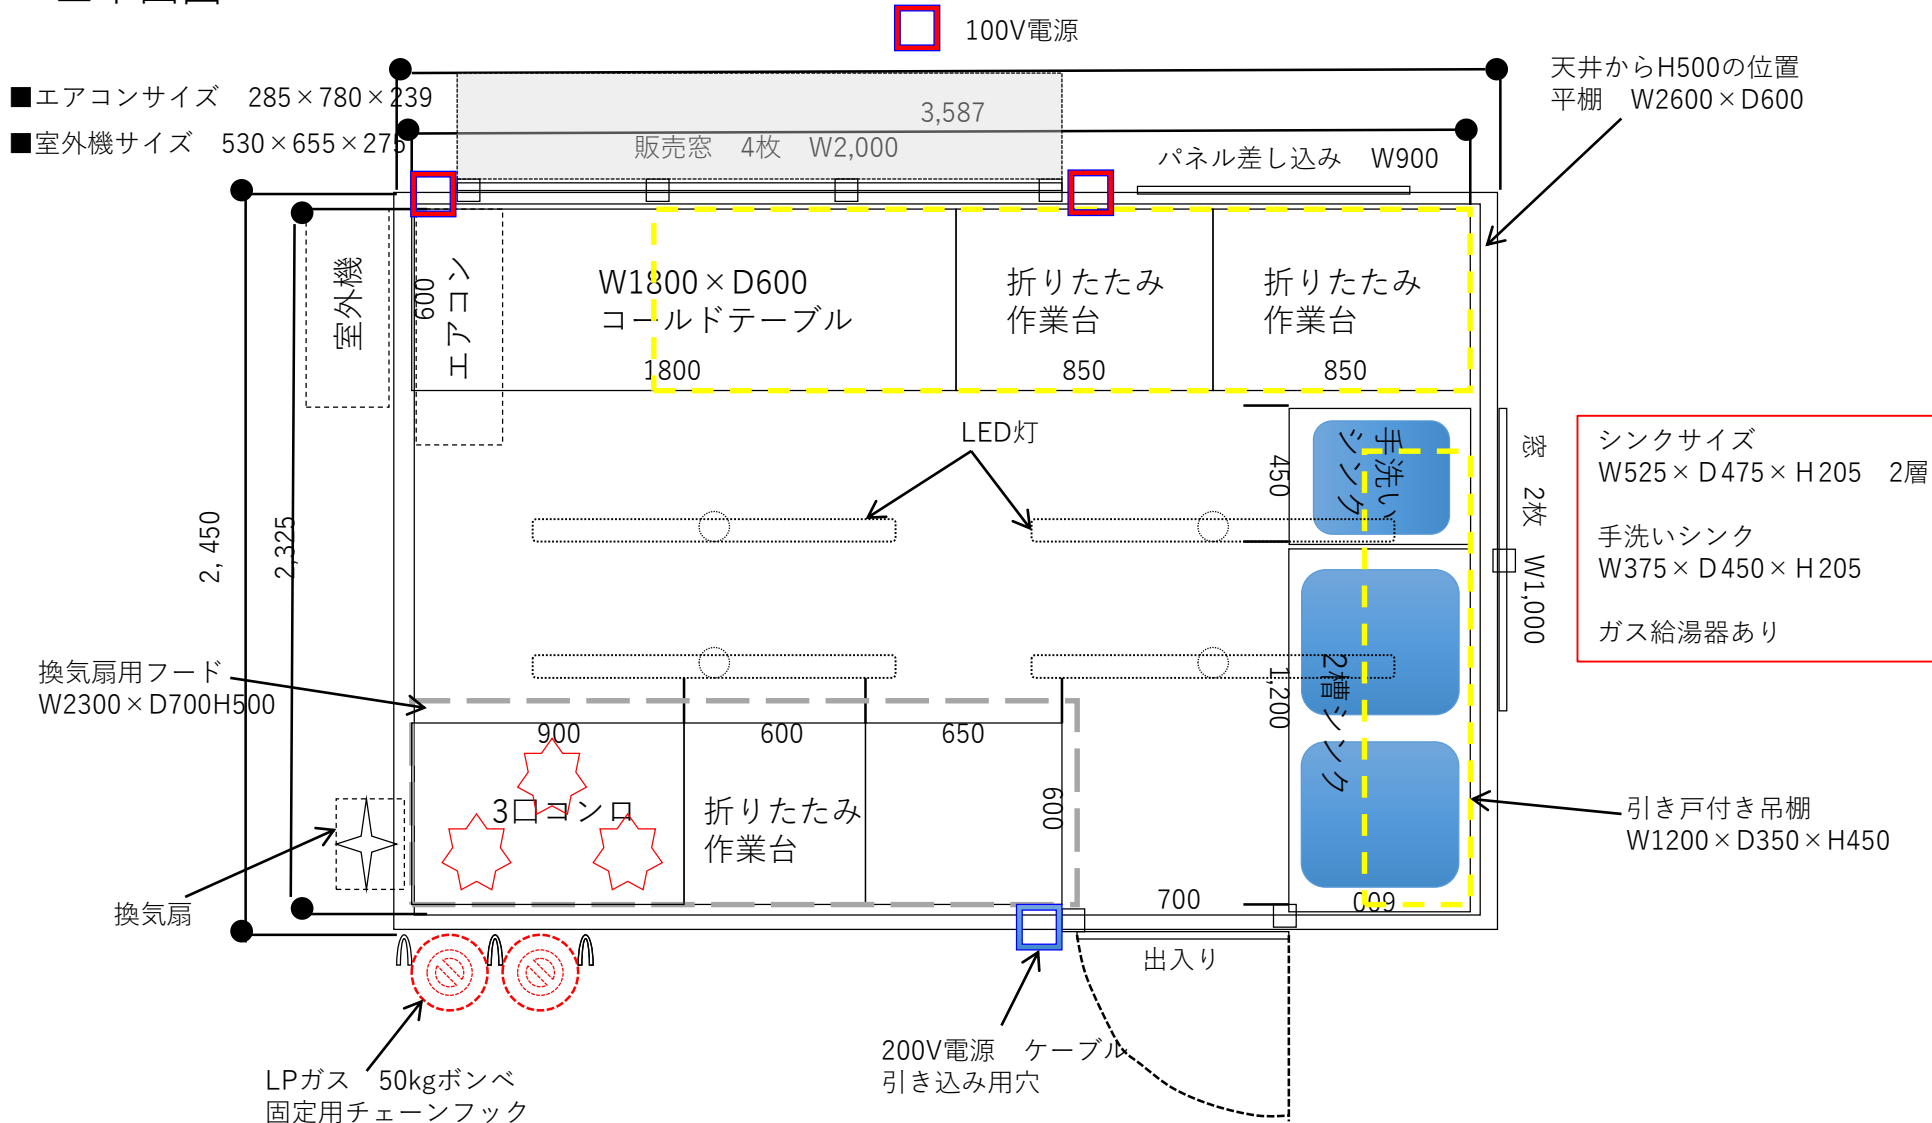 100V電源
■エアコンサイズ　285×780×239
■室外機サイズ　530×655×275
天井からH500の位置
平棚　W2600×D600
3,587
販売窓　4枚　W2,000
パネル差し込み　W900
室外機
エアコン
600
W1800×D600
コールドテーブル
1800
折りたたみ
作業台
850
折りたたみ
作業台
850
LED灯
450
手洗い
シンク
窓　2枚　W1,000
シンクサイズ
W525×D475×H205　2層
手洗いシンク
W375×D450×H205
ガス給湯器あり
2,450
2,325
換気扇用フード
W2300×D700H500
1,200
2槽シンク
900
600
650
3口コンロ
折りたたみ
作業台
600
引き戸付き吊棚
W1200×D350×H450
換気扇
700
600
出入り
200V電源　ケーブル
引き込み用穴
LPガス　50kgボンベ
固定用チェーンフック